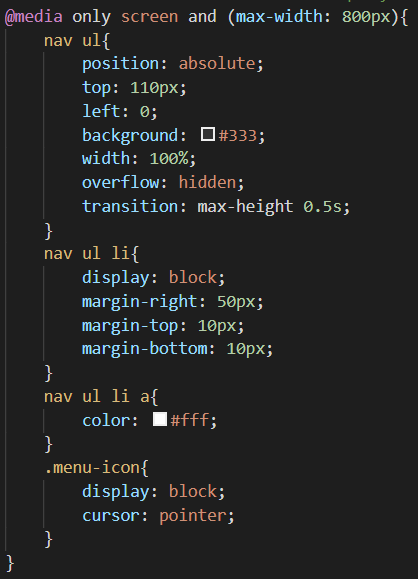 @media only screen and (max-width: 800px){
    nav ul{
        position: absolute;
        top: 110px;
        left: 0;
        background: #333;
        width: 100%;
        overflow: hidden;
        transition: max-height 0.5s;
    }
    nav ul li{
        display: block;
        margin-right: 50px;
        margin-top: 10px;
        margin-bottom: 10px;
    }
    nav ul li a{
        color: #fff;
    }
    .menu-icon{
        display: block;
        cursor: pointer;
    }
}